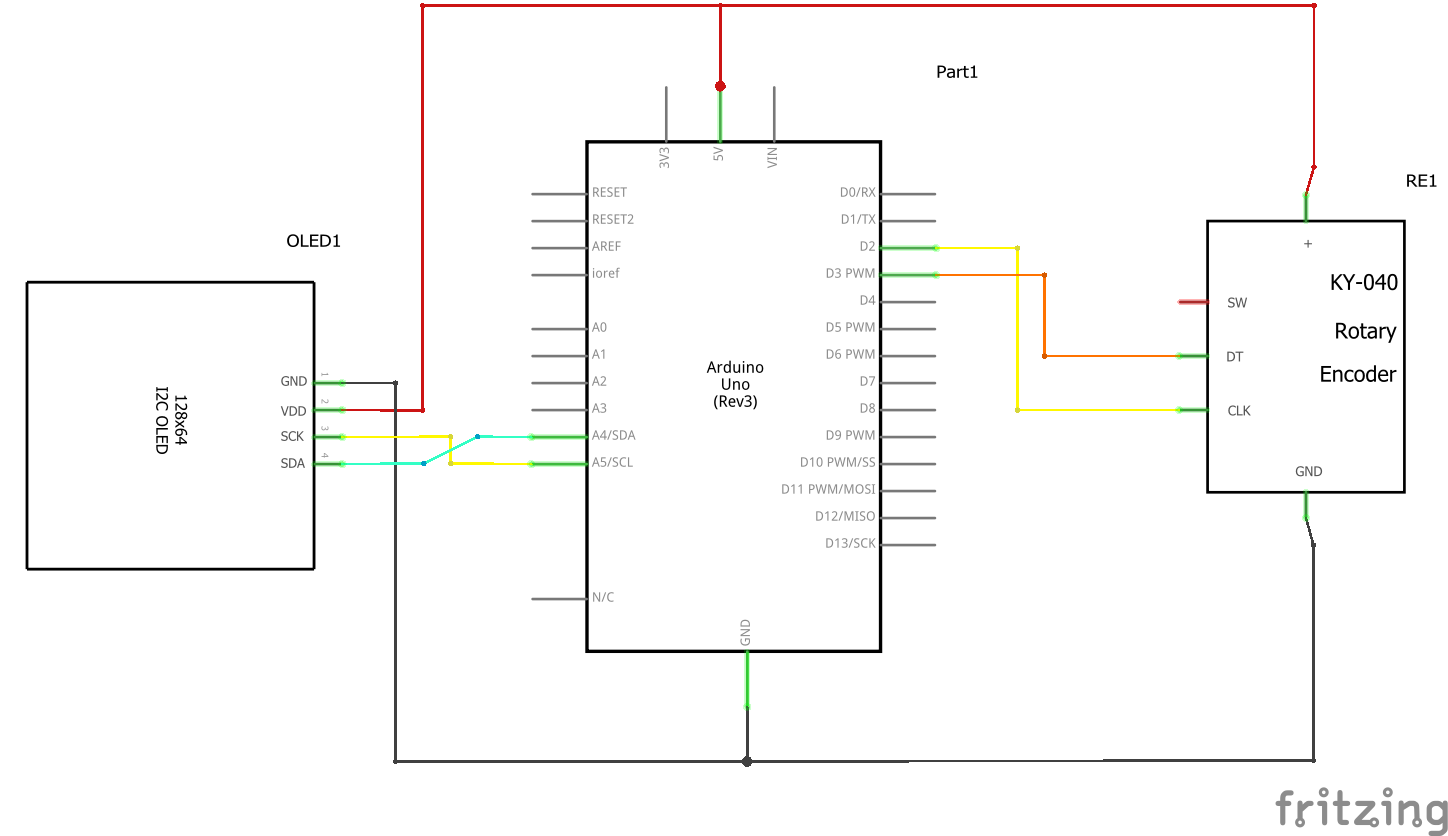 Part1
3V3
5V
VIN
RE1
RESET
D0/RX
RESET2
D1/TX
OLED1
AREF
D2
+
ioref
D3 PWM
KY-040
D4
SW
A0
D5 PWM
Rotary
A1
D6 PWM
DT
Arduino
Uno
(Rev3)
Encoder
GND
1
A2
D7
VDD
2
A3
D8
CLK
128x64
I2C OLED
SCK
3
A4/SDA
D9 PWM
SDA
4
A5/SCL
D10 PWM/SS
GND
D11 PWM/MOSI
D12/MISO
D13/SCK
N/C
GND
fritzing